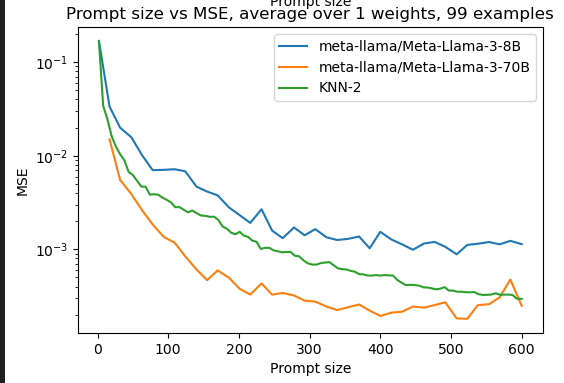 Prompt size
Prompt size vs MSE, average over 1 weights, 99 examples
meta-llama/Meta-Llama-3-8B
meta-llama/Meta-Llama-3-70B
KNN-2
10⁻¹
10⁻²
10⁻³
MSE
0 100 200 300 400 500 600
Prompt size